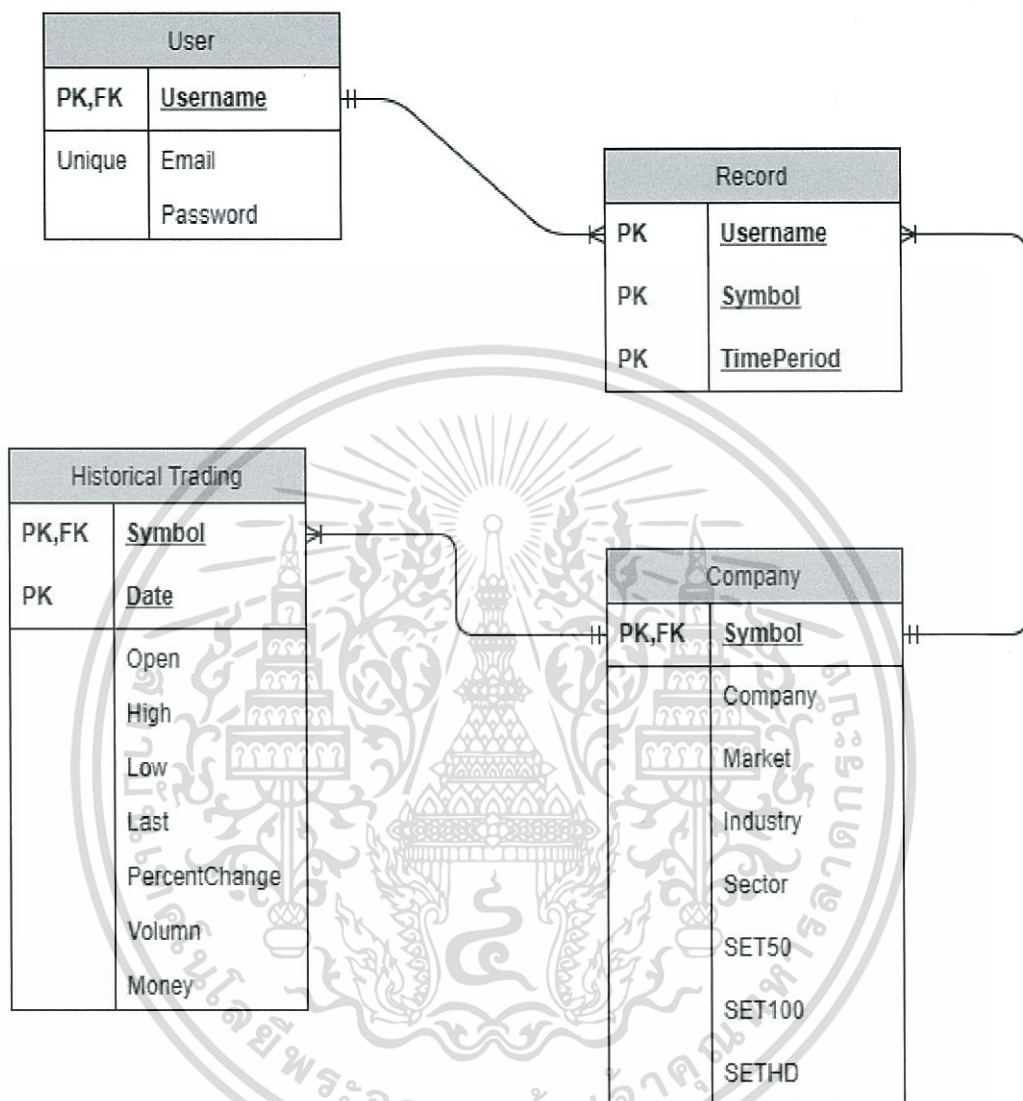 User
PK,FK Username
Unique Email
Password
Record
PK Username
PK Symbol
PK TimePeriod
Historical Trading
PK,FK Symbol
PK Date
Open
High
Low
Last
PercentChange
Volumn
Money
Company
PK,FK Symbol
Company
Market
Industry
Sector
SET50
SET100
SETHD